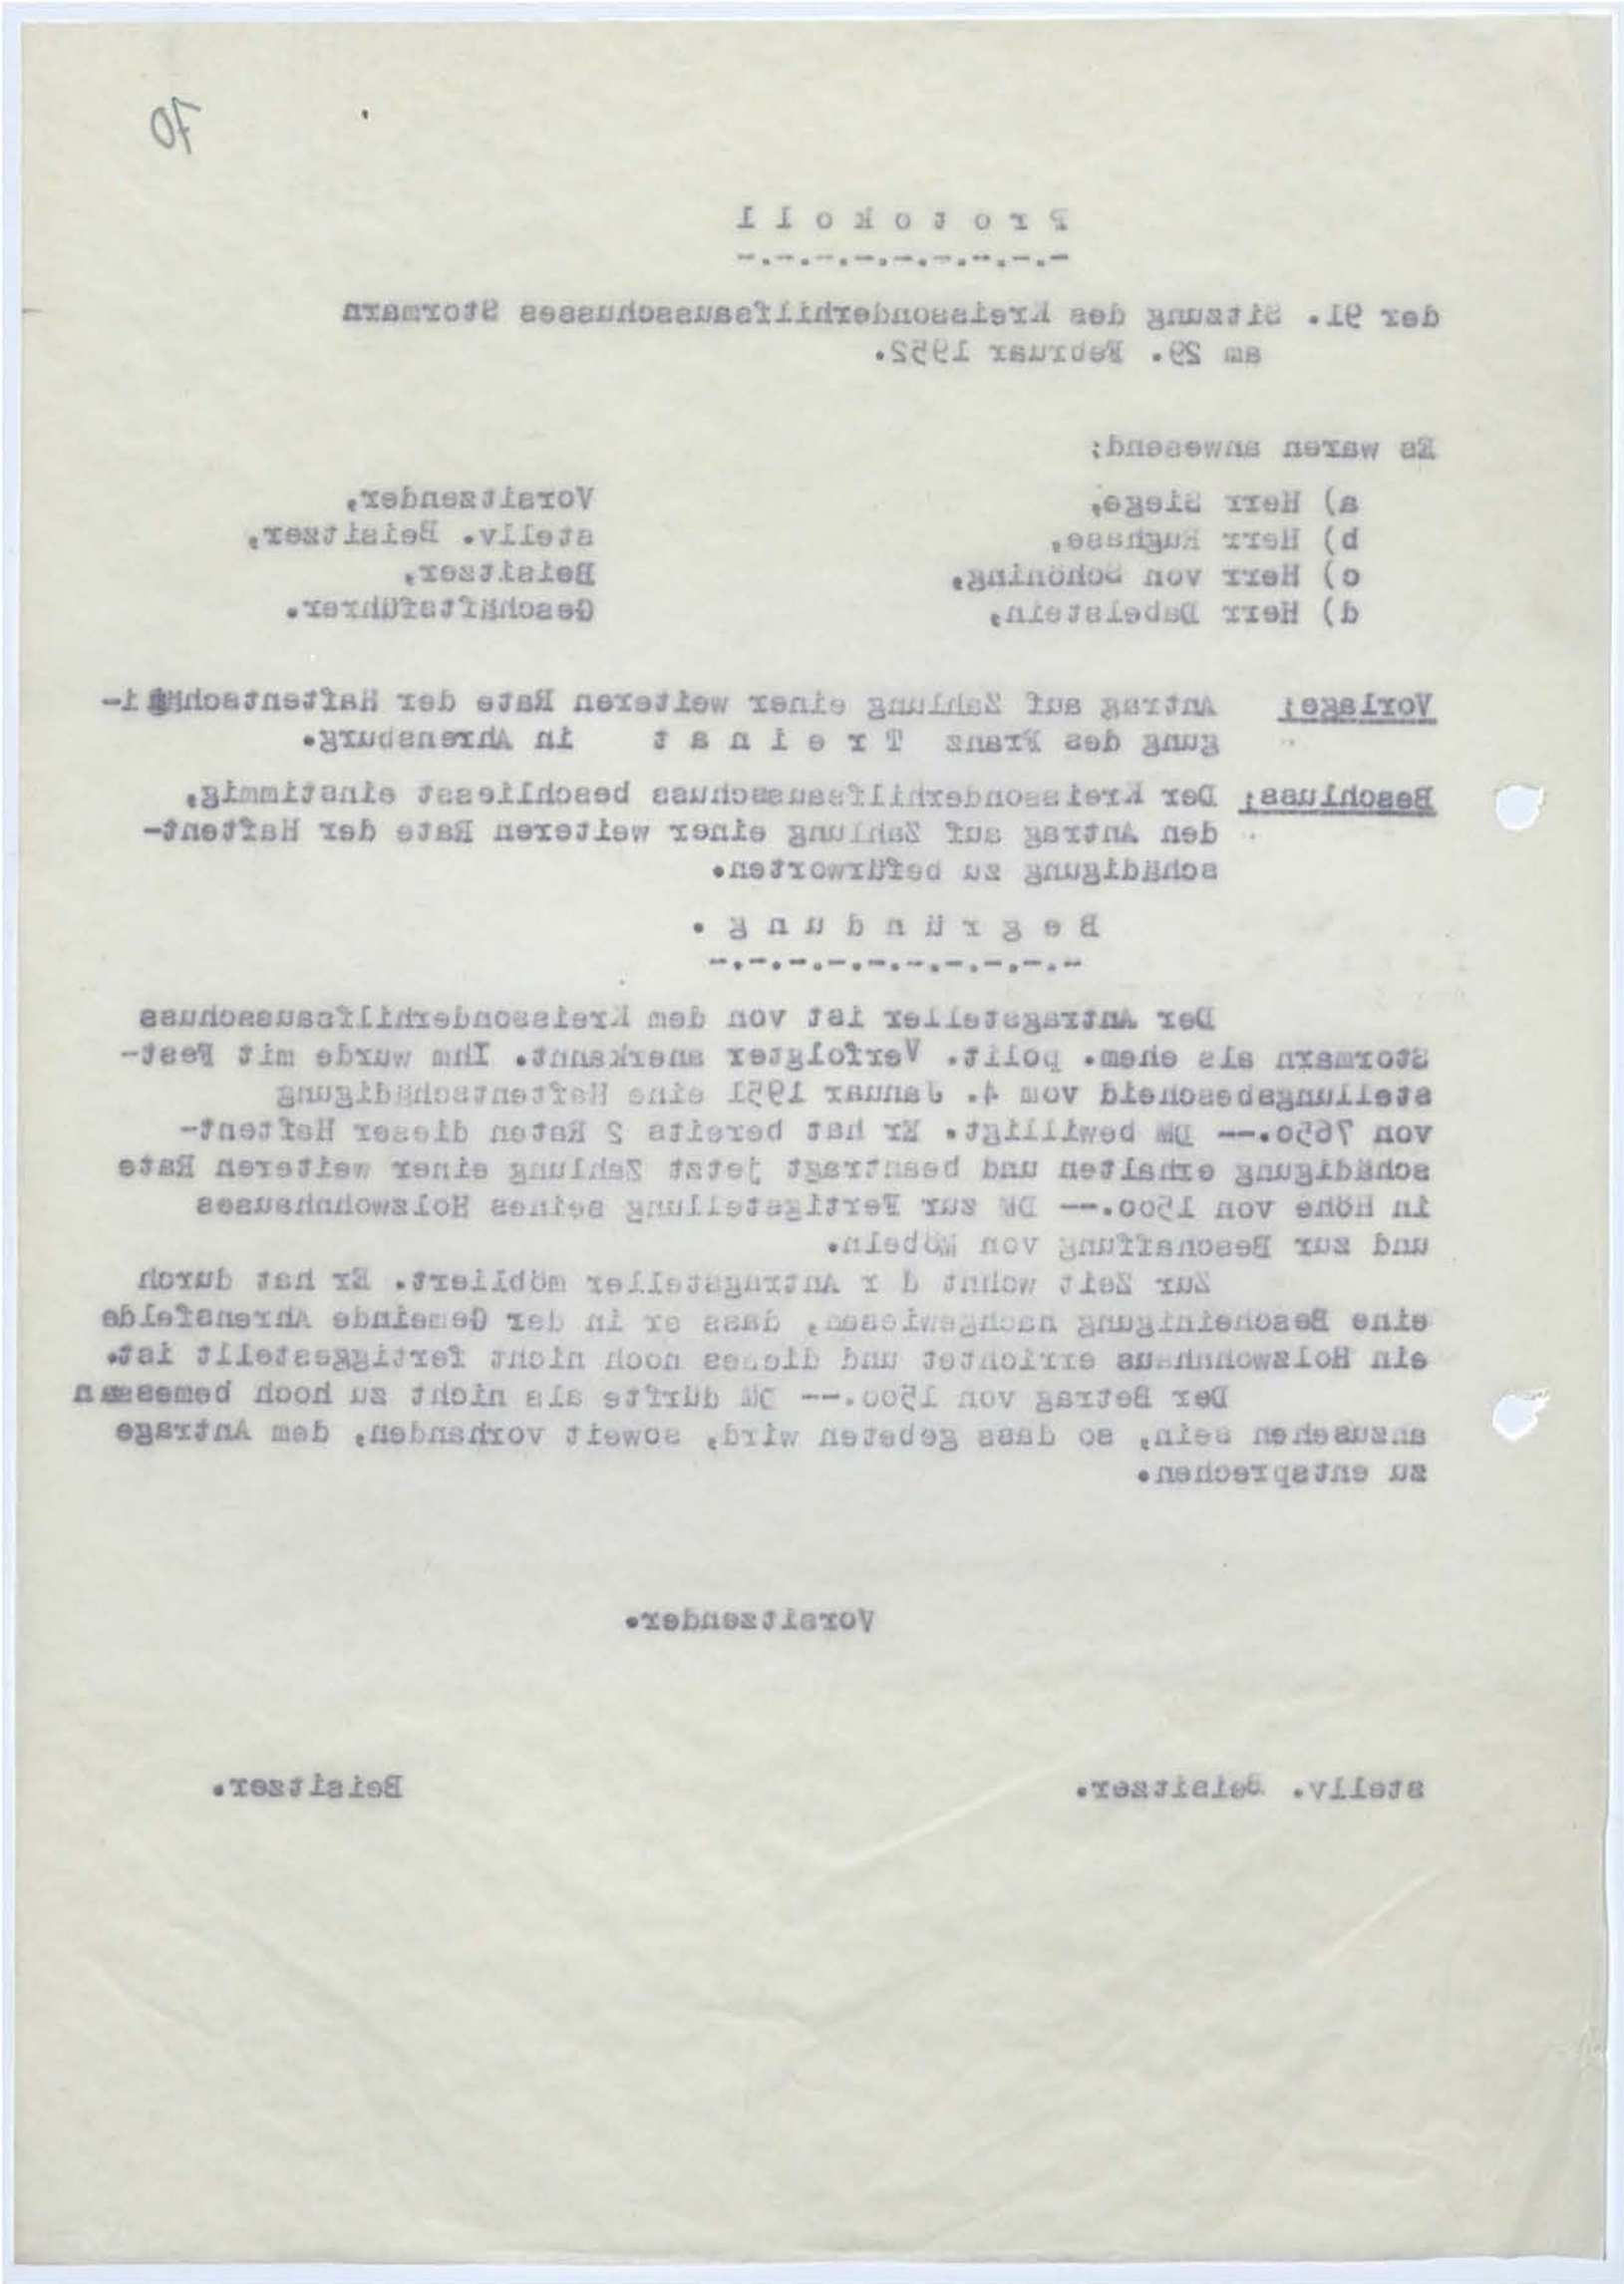 70
P r o t o k o l l
-.-.-.-.-.-.-.-.-
der 91. Sitzung des Kreissonderhilfsausschusses Stormarn
am 29. Februar 1952.
Es waren anwesend:
a) Herr Siege, Vorsitzender,
b) Herr Rughase, stellv. Beisitzer,
c) Herr von Schöning, Beisitzer,
d) Herr Dabelstein, Geschäftsführer.
Vorlage: Antrag auf Zahlung einer weiteren Rate der Haftentschädi-
gung des Franz T r e i n a t in Ahrensburg.
Beschluss: Der Kreissonderhilfsausschuss beschliesst einstimmig,
den Antrag auf Zahlung einer weiteren Rate der Haftent-
schädigung zu befürworten.
B e g r ü n d u n g .
-.-.-.-.-.-.-.-.-.-
Der Antragsteller ist von dem Kreissonderhilfsausschuss
Stormarn als ehem. polit. Verfolgter anerkannt. Ihm wurde mit Fest-
stellungsbescheid vom 4. Januar 1951 eine Haftentschädigung
von 7650.-- DM bewilligt. Er hat bereits 2 Raten dieser Haftent-
schädigung erhalten und beantragt jetzt Zahlung einer weiteren Rate
in Höhe von 1500.-- DM zur Fertigstellung seines Holzwohnhauses
und zur Beschaffung von Möbeln.
Zur Zeit wohnt d r Antragsteller möbliert. Er hat durch
eine Bescheinigung nachgewiesen, dass er in der Gemeinde Ahrensfelde
ein Holzwohnhaus errichtet und dieses noch nicht fertiggestellt ist.
Der Betrag von 1500.-- DM dürfte als nicht zu hoch bemessen
anzusehen sein, so dass gebeten wird, soweit vorhanden, dem Antrage
zu entsprechen.
Vorsitzender.
stellv. Beisitzer. Beisitzer.